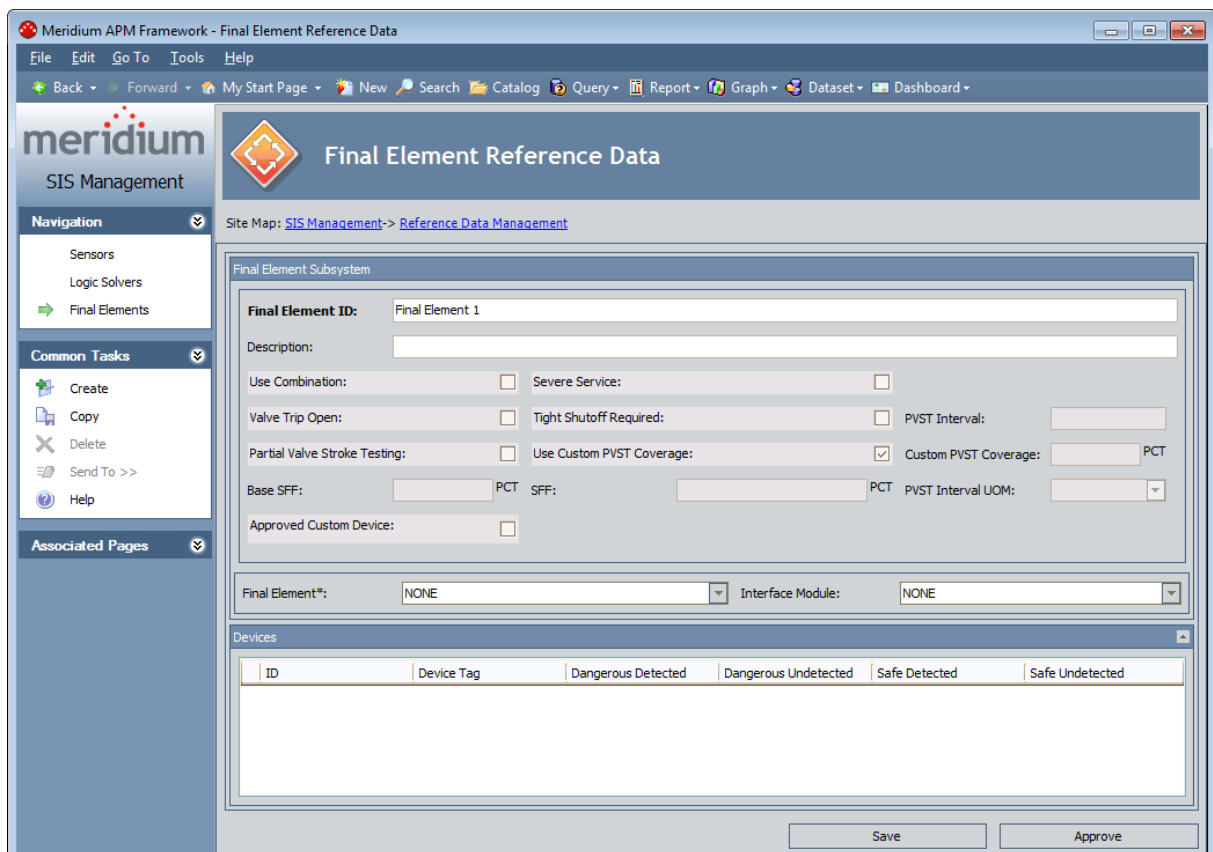 Meridium APM Framework - Final Element Reference Data
File Edit Go To Tools Help
Back Forward My Start Page New Search Catalog Query Report Graph Dataset Dashboard
meridium
SIS Management
Final Element Reference Data
Navigation
Sensors
Logic Solvers
Final Elements
Common Tasks
Create
Copy
Delete
Send To >>
Help
Associated Pages
Site Map: SIS Management-> Reference Data Management
Final Element Subsystem
Final Element ID: Final Element 1
Description:
Use Combination: Severe Service:
Valve Trip Open: Tight Shutoff Required: PVST Interval:
Partial Valve Stroke Testing: Use Custom PVST Coverage: Custom PVST Coverage: PCT
Base SFF: PCT SFF: PCT PVST Interval UOM:
Approved Custom Device:
Final Element*: NONE Interface Module: NONE
Devices
ID Device Tag Dangerous Detected Dangerous Undetected Safe Detected Safe Undetected
Save Approve